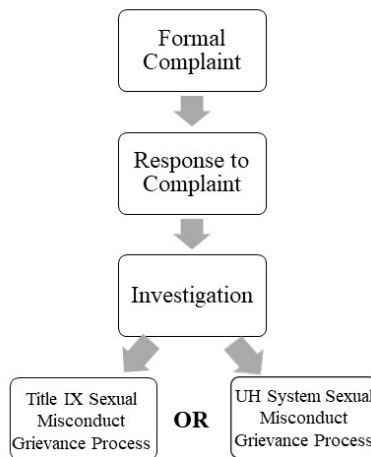 Formal
Complaint
Response to
Complaint
Investigation
Title IX Sexual
Misconduct
Grievance Process
OR
UH System Sexual
Misconduct
Grievance Process